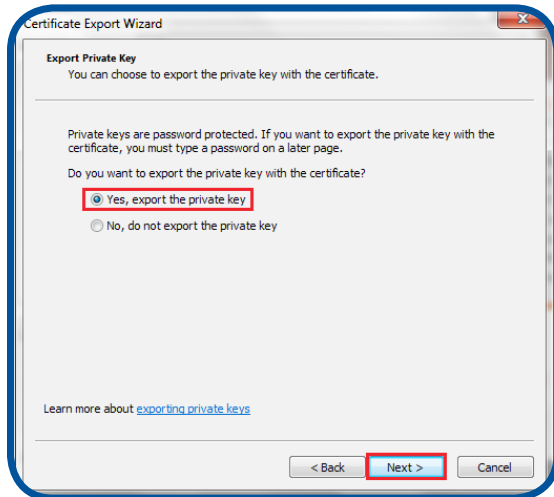 Certificate Export Wizard
Export Private Key
You can choose to export the private key with the certificate.
Private keys are password protected. If you want to export the private key with the
certificate, you must type a password on a later page.
Do you want to export the private key with the certificate?
Yes, export the private key
No, do not export the private key
Learn more about exporting private keys
< Back Next > Cancel